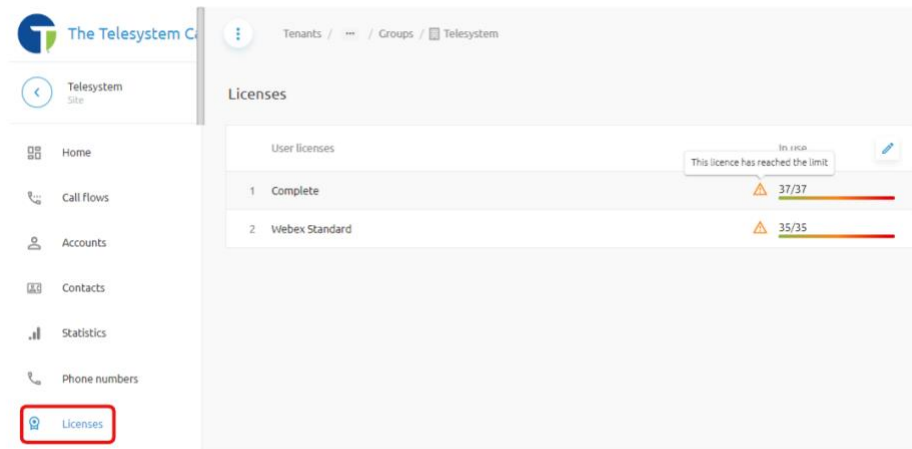 The Telesystem Ca
Tenants / ··· / Groups / Telesystem
Telesystem
Site
Licenses
Home
Call flows
Accounts
Contacts
Statistics
Phone numbers
Licenses
User licenses
In use
This licence has reached the limit
1 Complete 37/37
2 Webex Standard 35/35